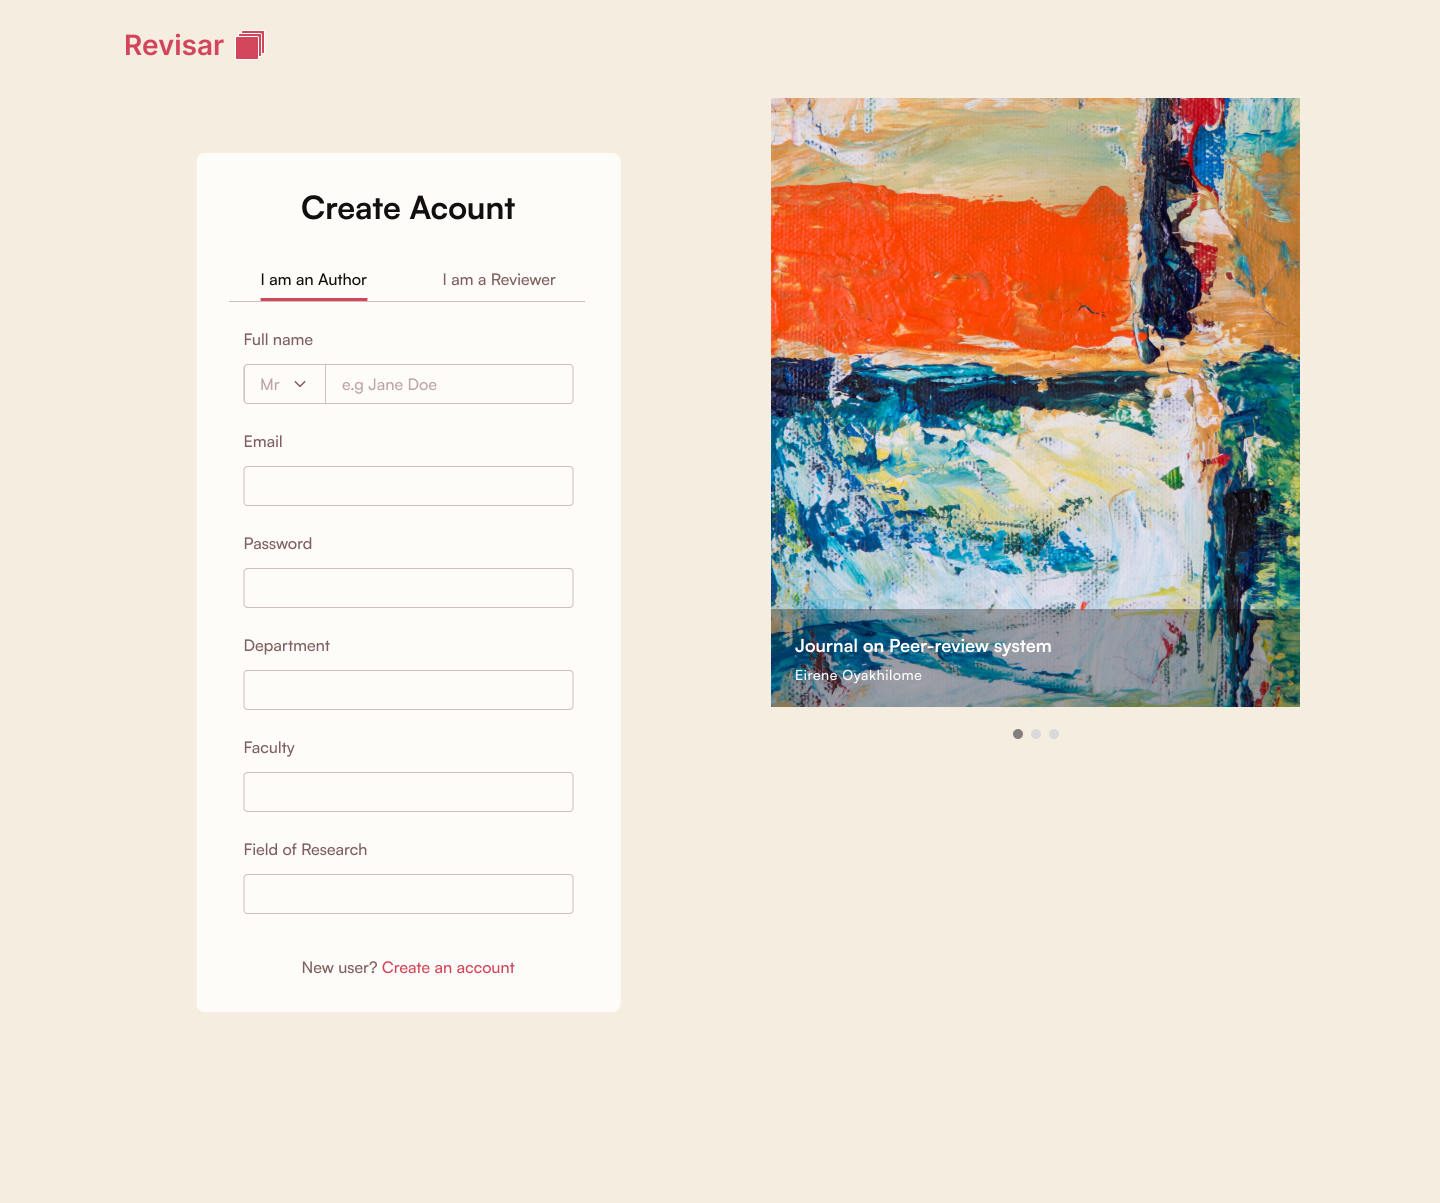 Revisar
Create Acount
I am an Author
I am a Reviewer
Full name
Mr
e.g Jane Doe
Email
Password
Department
Faculty
Field of Research
New user? Create an account
Journal on Peer-review system
Eirene Oyakhilome